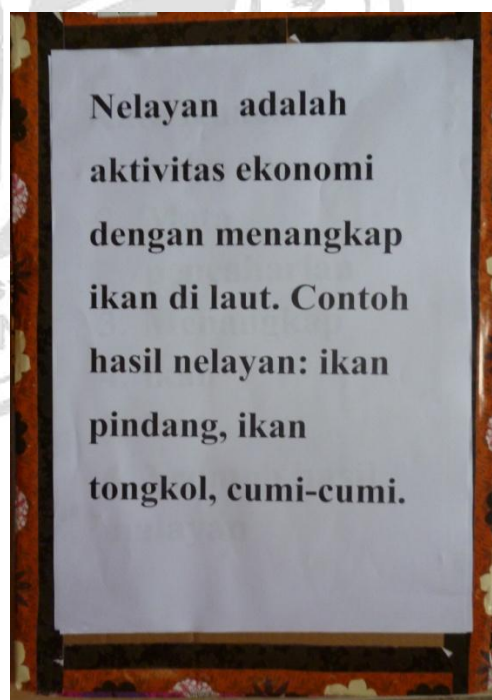 Nelayan adalah
aktivitas ekonomi
dengan menangkap
ikan di laut. Contoh
hasil nelayan: ikan
pindang, ikan
tongkol, cumi-cumi.